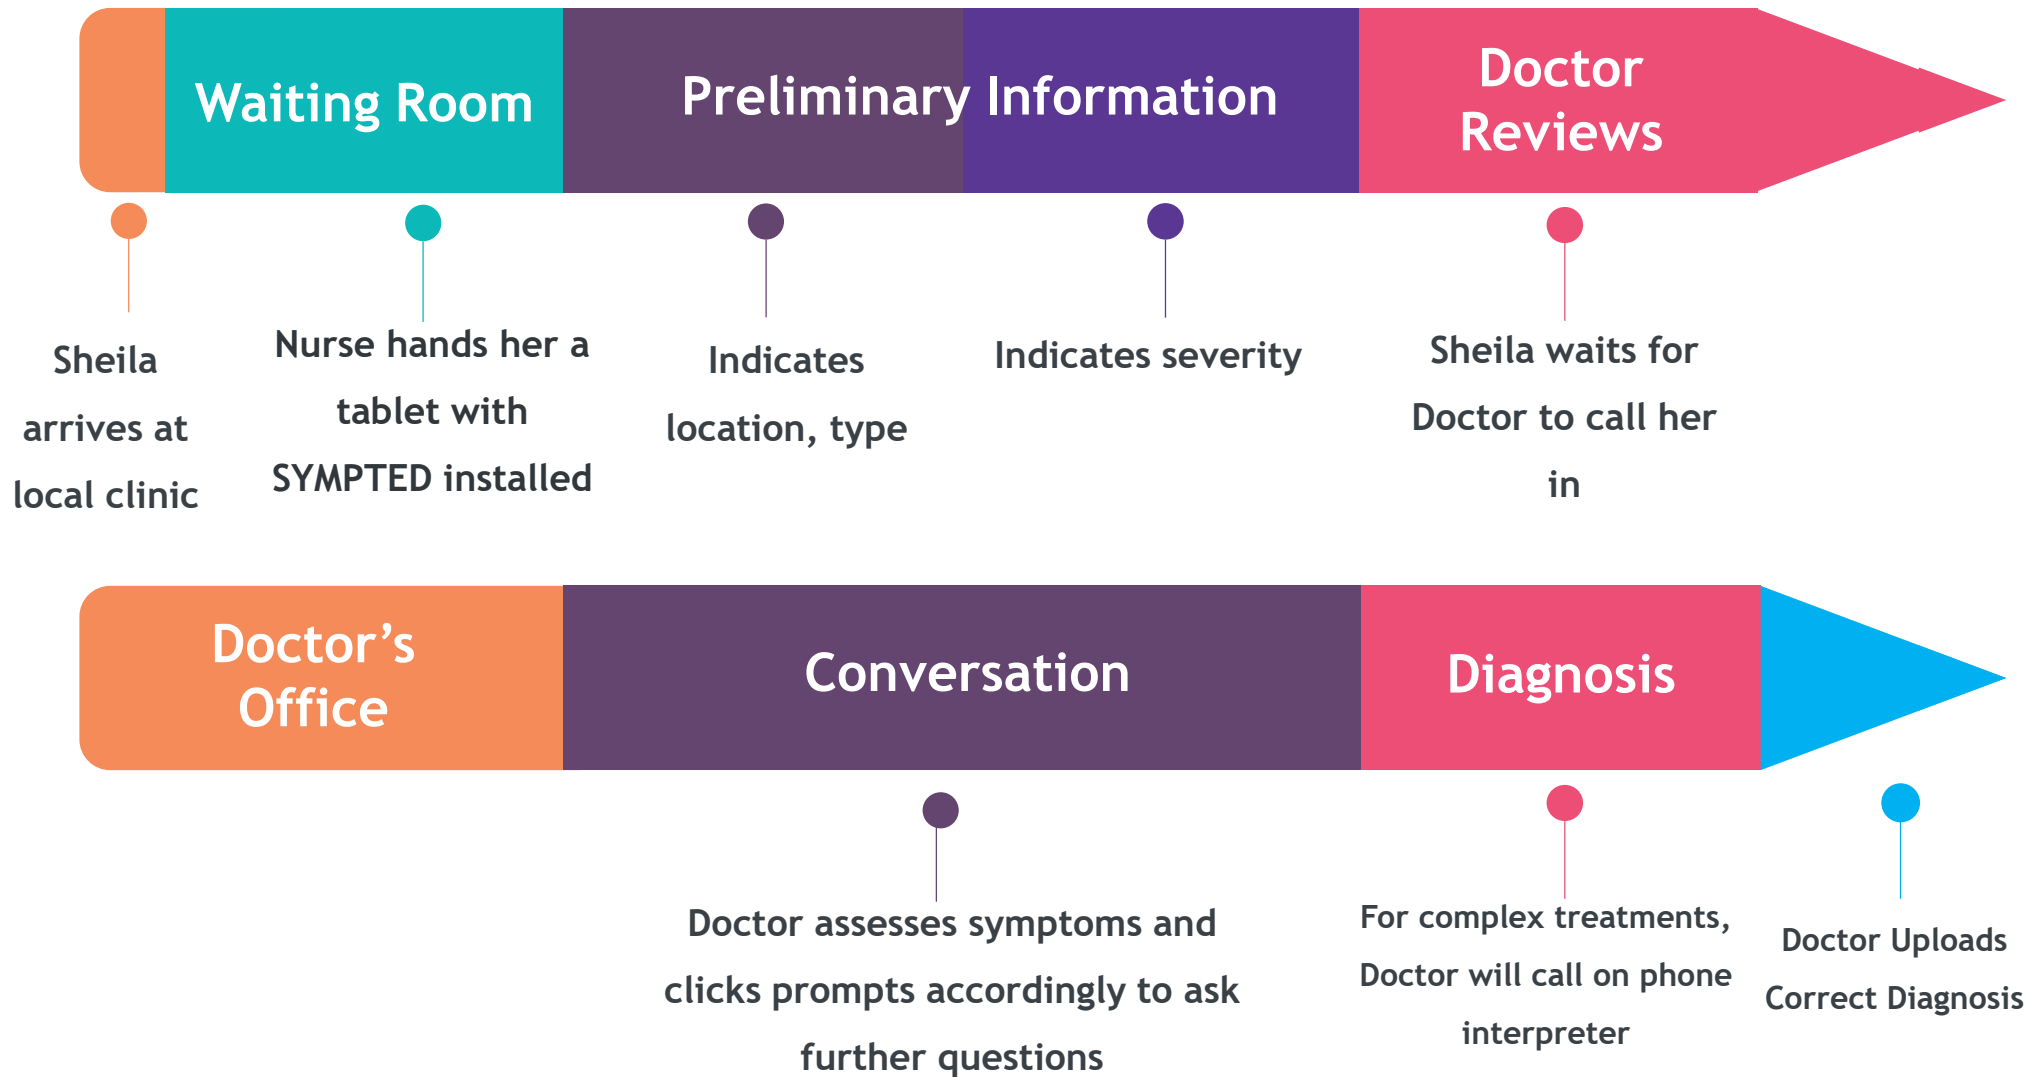 Waiting Room
Preliminary Information
Doctor
Reviews
Sheila
arrives at
local clinic
Nurse hands her a
tablet with
SYMPTED installed
Indicates
location, type
Indicates severity
Sheila waits for
Doctor to call her
in
Doctor’s
Office
Conversation
Diagnosis
Doctor assesses symptoms and
clicks prompts accordingly to ask
further questions
For complex treatments,
Doctor will call on phone
interpreter
Doctor Uploads
Correct Diagnosis